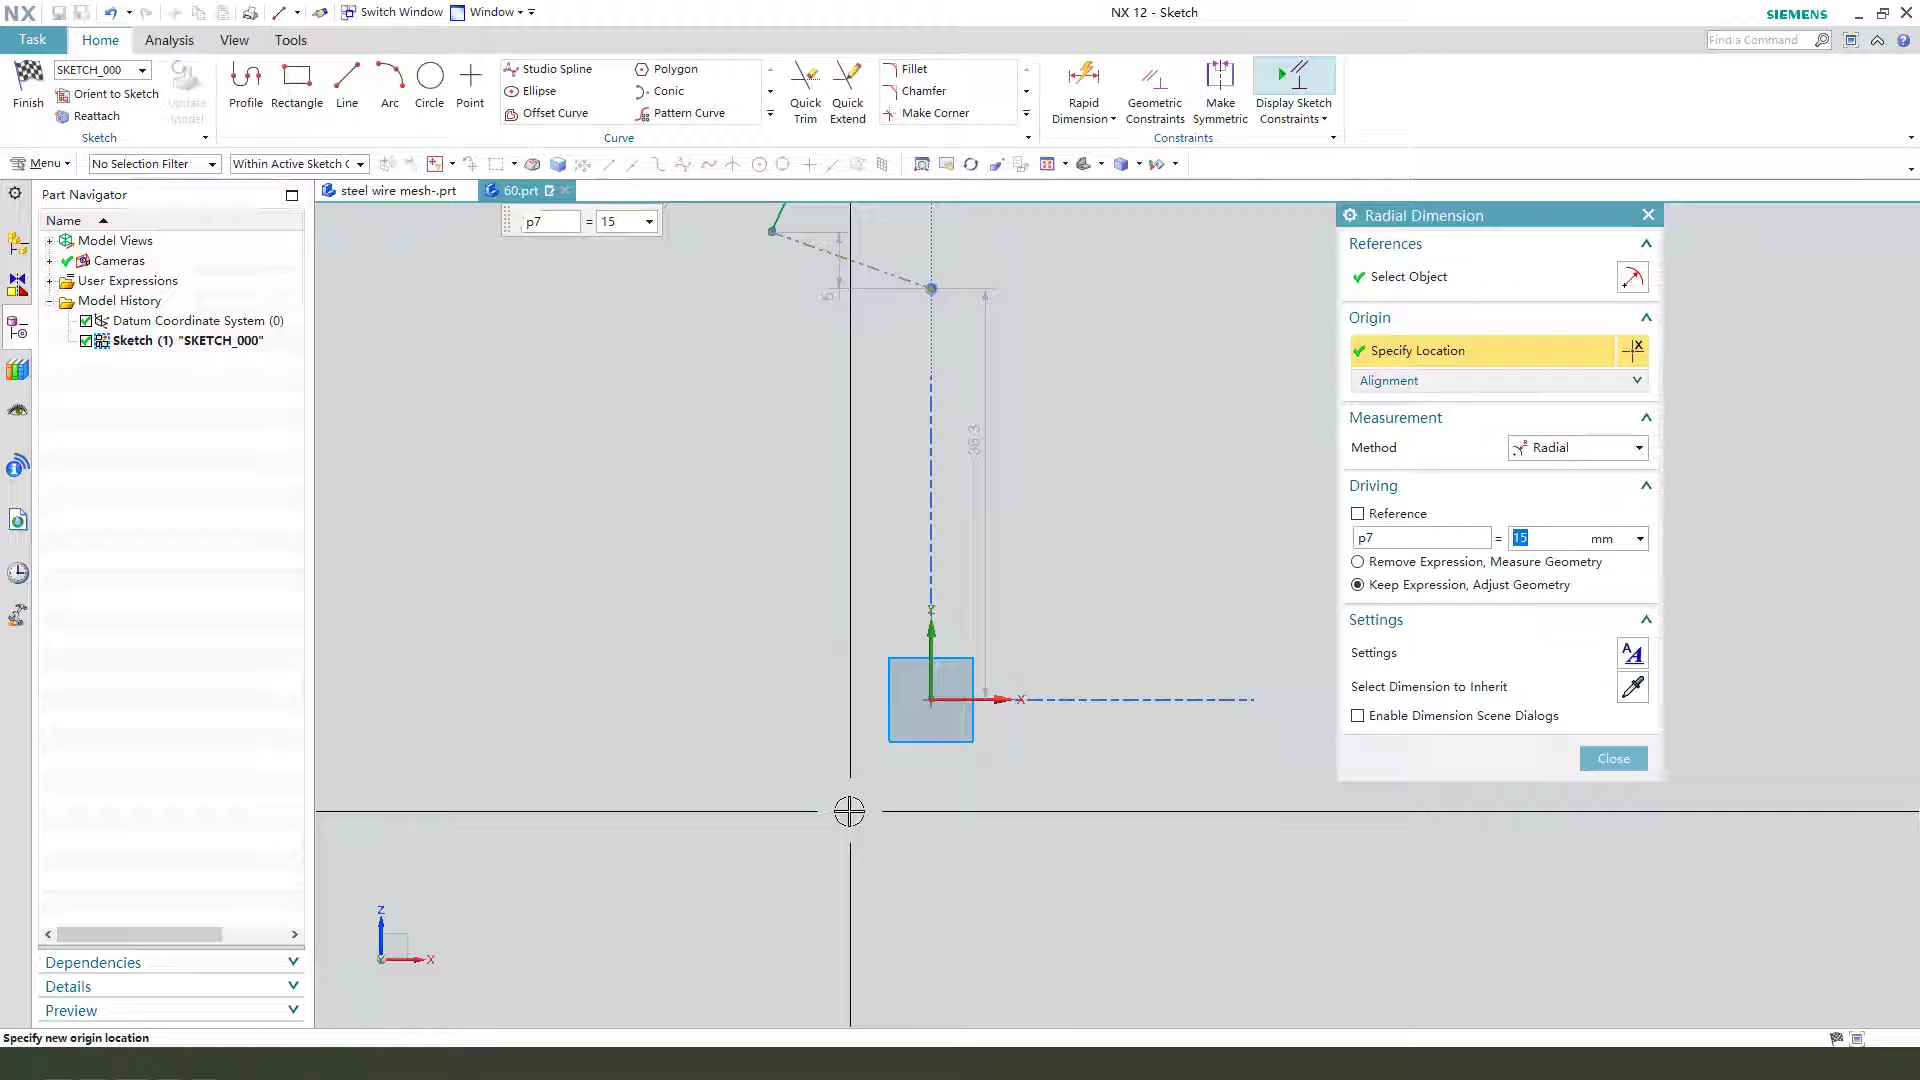 NX
Switch Window
Window
NX 12 - Sketch
SIEMENS
Task
Home
Analysis
View
Tools
Find a Command
Finish
SKETCH_000
Orient to Sketch
Reattach
Update Model
Sketch
Profile
Rectangle
Line
Arc
Circle
Point
Studio Spline
Ellipse
Offset Curve
Polygon
Conic
Pattern Curve
Curve
Quick Trim
Quick Extend
Fillet
Chamfer
Make Corner
Rapid Dimension
Geometric Constraints
Make Symmetric
Display Sketch Constraints
Constraints
Menu
No Selection Filter
Within Active Sketch
Part Navigator
steel wire mesh-.prt
60.prt
Name
Model Views
Cameras
User Expressions
Model History
Datum Coordinate System (0)
Sketch (1) "SKETCH_000"
Dependencies
Details
Preview
p7 = 15
5
36.3
X
Z
X
Radial Dimension
References
Select Object
Origin
Specify Location
Alignment
Measurement
Method
Radial
Driving
Reference
p7 = 15 mm
Remove Expression, Measure Geometry
Keep Expression, Adjust Geometry
Settings
Settings
Select Dimension to Inherit
Enable Dimension Scene Dialogs
Close
Specify new origin location